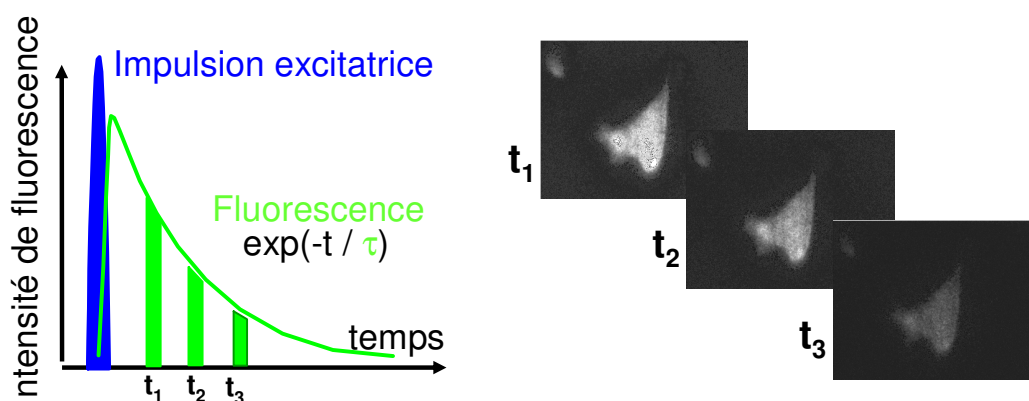 ntensité de fluorescence
Impulsion excitatrice
Fluorescence
exp(-t / τ)
temps
t₁
t₂
t₃
t₁
t₂
t₃